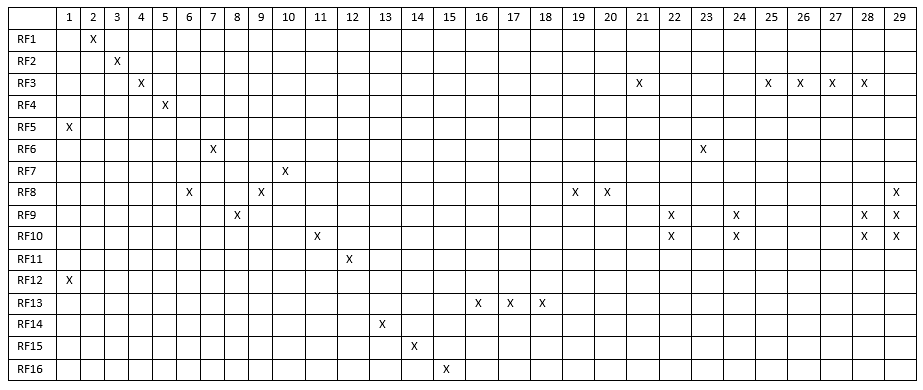 1 2 3 4 5 6 7 8 9 10 11 12 13 14 15 16 17 18 19 20 21 22 23 24 25 26 27 28 29
RF1 X
RF2 X
RF3 X X X X X X
RF4 X
RF5 X
RF6 X X
RF7 X
RF8 X X X X X
RF9 X X X X X
RF10 X X X X X
RF11 X
RF12 X
RF13 X X X
RF14 X
RF15 X
RF16 X